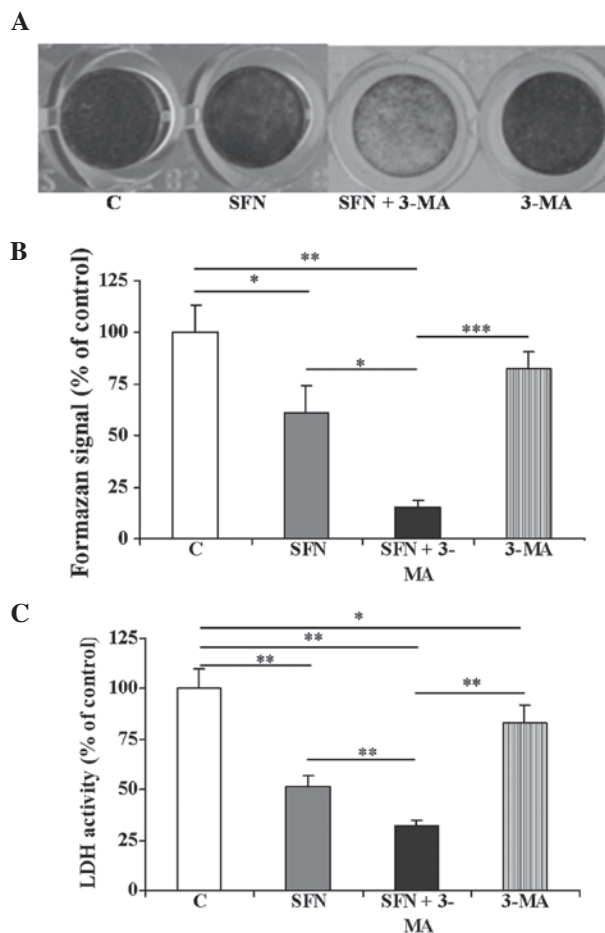 A
C SFN SFN + 3-MA 3-MA
B
Formazan signal (% of control)
125
100
75
50
25
0
**
*
*
***
C SFN SFN + 3- 3-MA
MA
C
LDH activity (% of control)
125
100
75
50
25
0
*
**
**
**
**
C SFN SFN + 3- 3-MA
MA